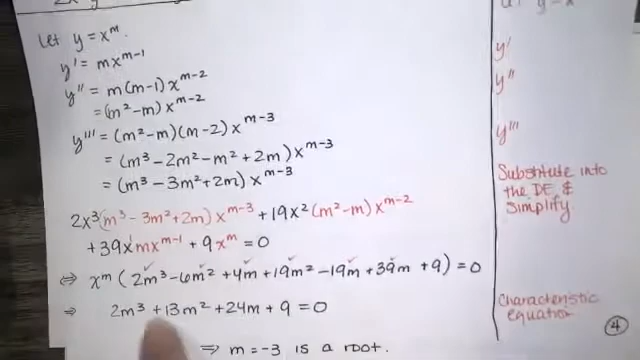 Let y = x^m.
y' = mx^(m-1)
y'' = m(m-1)x^(m-2)
= (m² - m)x^(m-2)
y''' = (m² - m)(m-2)x^(m-3)
= (m³ - 2m² - m² + 2m)x^(m-3)
= (m³ - 3m² + 2m)x^(m-3)
2x³(m³ - 3m² + 2m)x^(m-3) + 19x²(m² - m)x^(m-2)
+ 39x¹mx^(m-1) + 9x^m = 0
⇔ x^m(2m³ - 6m² + 4m + 19m² - 19m + 39m + 9) = 0
⇒ 2m³ + 13m² + 24m + 9 = 0
⇒ m = -3 is a root.
y'
y''
y'''
Substitute into
the DE &
simplify
Characteristic
equation
4